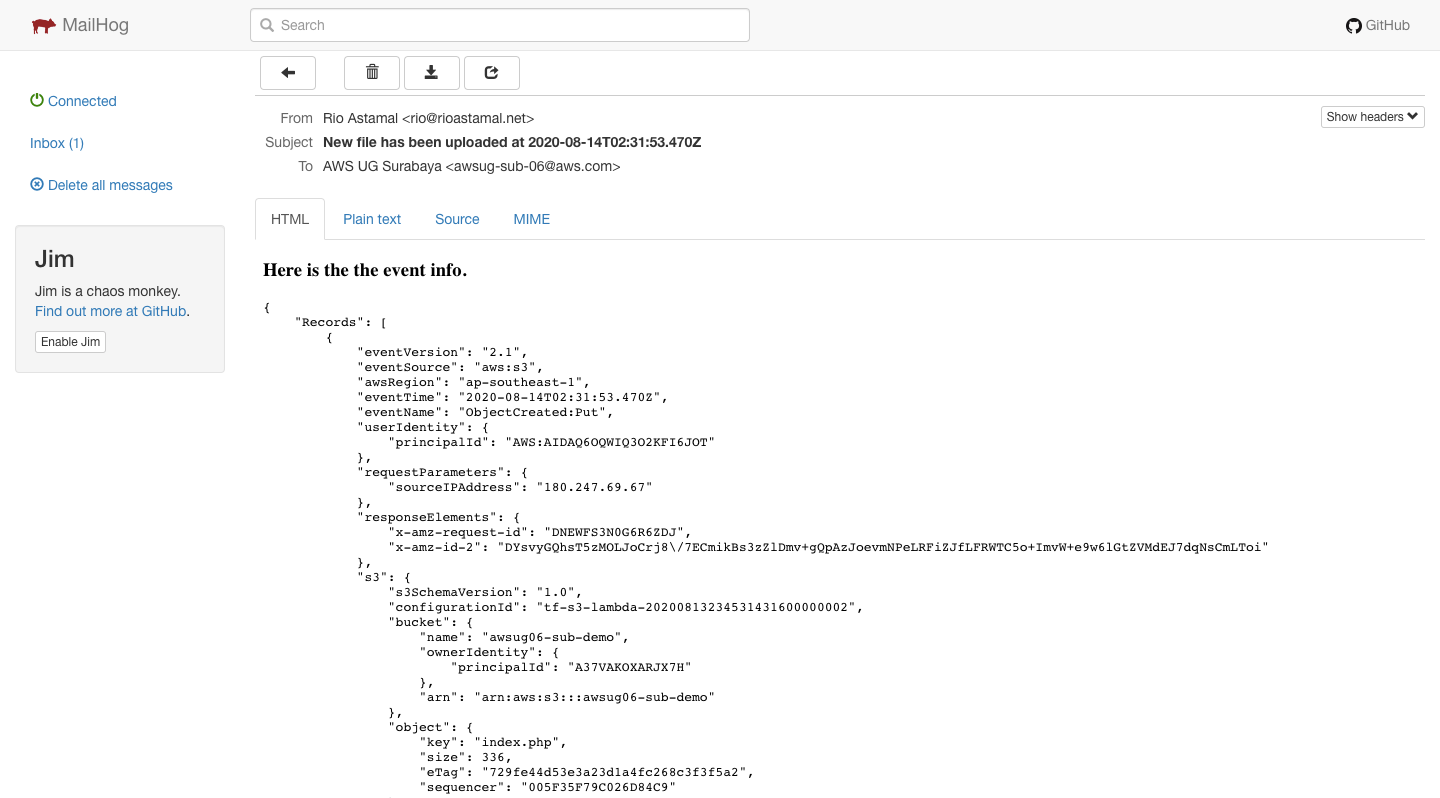 MailHog
Search
GitHub
Connected
Inbox (1)
Delete all messages
Jim
Jim is a chaos monkey.
Find out more at GitHub.
Enable Jim
From Rio Astamal <rio@rioastamal.net>
Show headers
Subject New file has been uploaded at 2020-08-14T02:31:53.470Z
To AWS UG Surabaya <awsug-sub-06@aws.com>
HTML Plain text Source MIME
Here is the the event info.
{
    "Records": [
        {
            "eventVersion": "2.1",
            "eventSource": "aws:s3",
            "awsRegion": "ap-southeast-1",
            "eventTime": "2020-08-14T02:31:53.470Z",
            "eventName": "ObjectCreated:Put",
            "userIdentity": {
                "principalId": "AWS:AIDAQ6OQWIQ3O2KFI6JOT"
            },
            "requestParameters": {
                "sourceIPAddress": "180.247.69.67"
            },
            "responseElements": {
                "x-amz-request-id": "DNEWFS3N0G6R6ZDJ",
                "x-amz-id-2": "DYsvyGQhsT5zMOLJoCrj8\/7ECmikBs3zZlDmv+gQpAzJoevmNPeLRFiZJfLFRWTC5o+ImvW+e9w6lGtZVMdEJ7dqNsCmLToi"
            },
            "s3": {
                "s3SchemaVersion": "1.0",
                "configurationId": "tf-s3-lambda-20200813234531431600000002",
                "bucket": {
                    "name": "awsug06-sub-demo",
                    "ownerIdentity": {
                        "principalId": "A37VAKOXARJX7H"
                    },
                    "arn": "arn:aws:s3:::awsug06-sub-demo"
                },
                "object": {
                    "key": "index.php",
                    "size": 336,
                    "eTag": "729fe44d53e3a23d1a4fc268c3f3f5a2",
                    "sequencer": "005F35F79C026D84C9"